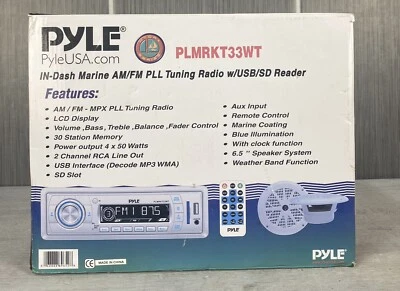 PYLE®
PyleUSA.com
PLMRKT33WT
IN-Dash Marine AM/FM PLL Tuning Radio w/USB/SD Reader
Features:
• AM / FM - MPX PLL Tuning Radio
• LCD Display
• Volume ,Bass, Treble ,Balance ,Fader Control
• 30 Station Memory
• Power output 4 x 50 Watts
• 2 Channel RCA Line Out
• USB Interface (Decode MP3 WMA)
• SD Slot
• Aux Input
• Remote Control
• Marine Coating
• Blue Illumination
• With clock function
• 6.5 " Speaker System
• Weather Band Function
PYLE
FM1 87.5
PYLE
CE MADE IN CHINA
PYLE®